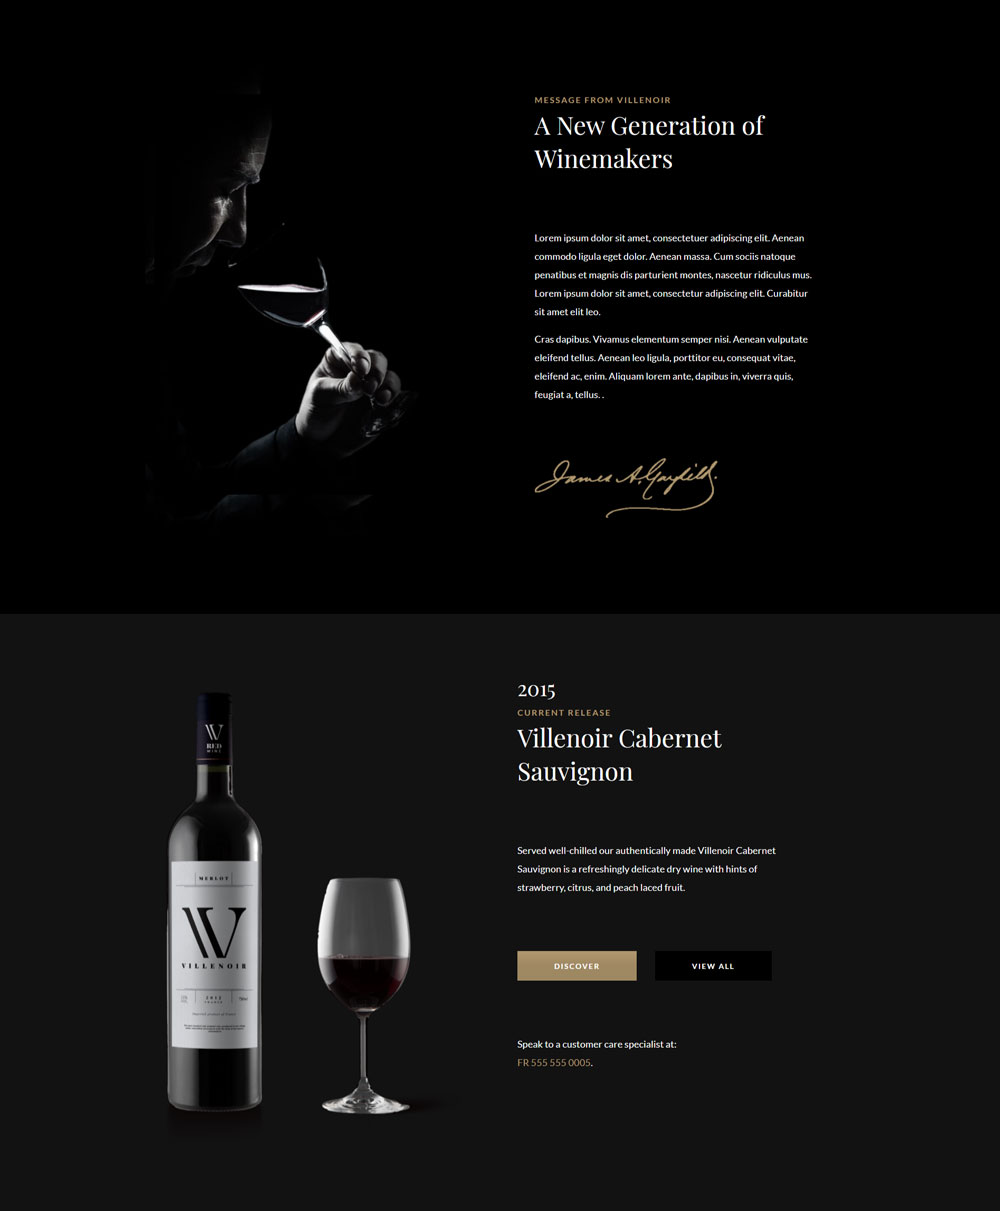 MESSAGE FROM VILLENOIR
A New Generation of
Winemakers
Lorem ipsum dolor sit amet, consectetuer adipiscing elit. Aenean
commodo ligula eget dolor. Aenean massa. Cum sociis natoque
penatibus et magnis dis parturient montes, nascetur ridiculus mus.
Lorem ipsum dolor sit amet, consectetur adipiscing elit. Curabitur
sit amet elit leo.
Cras dapibus. Vivamus elementum semper nisi. Aenean vulputate
eleifend tellus. Aenean leo ligula, porttitor eu, consequat vitae,
eleifend ac, enim. Aliquam lorem ante, dapibus in, viverra quis,
feugiat a, tellus. .
James A. Garfield.
2015
CURRENT RELEASE
Villenoir Cabernet
Sauvignon
Served well-chilled our authentically made Villenoir Cabernet
Sauvignon is a refreshingly delicate dry wine with hints of
strawberry, citrus, and peach laced fruit.
DISCOVER
VIEW ALL
Speak to a customer care specialist at:
FR 555 555 0005.
W
RED
WINE
MERLOT
W
VILLENOIR
2012